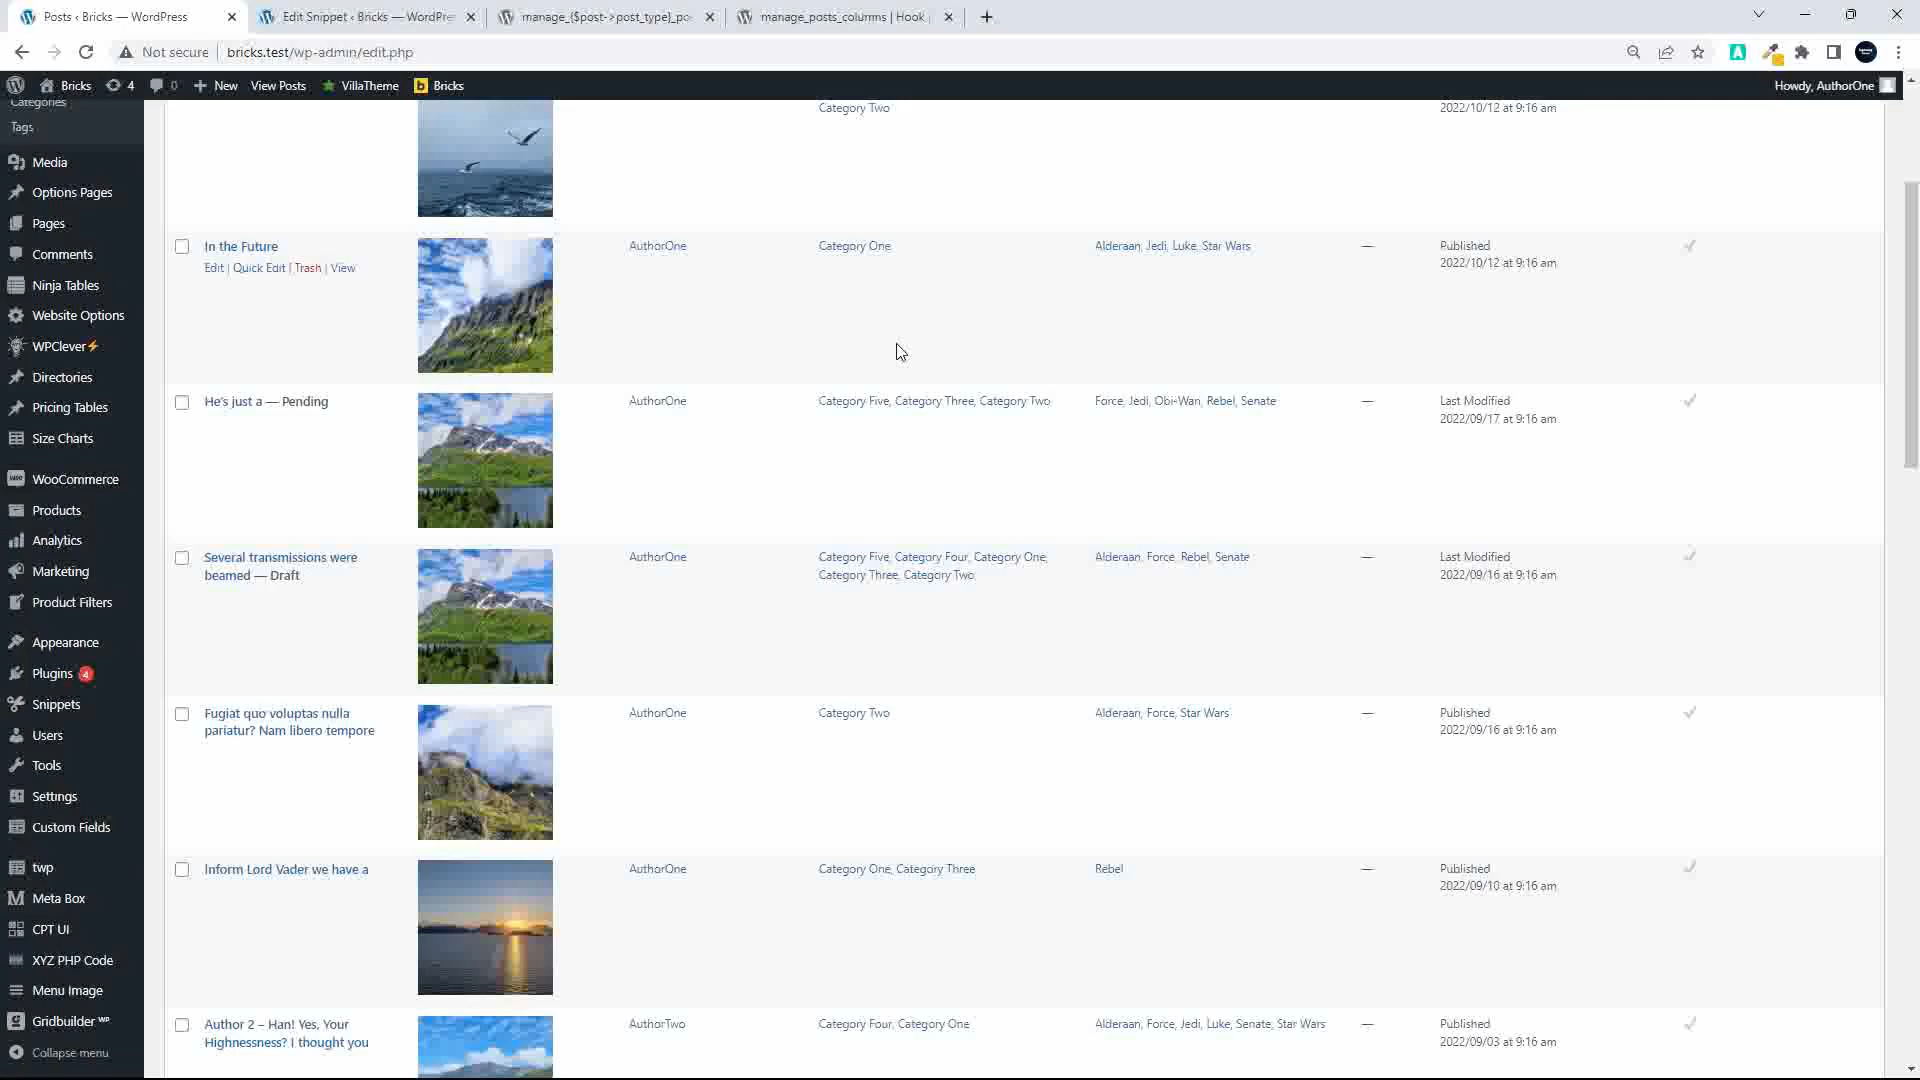 Posts ‹ Bricks — WordPress
Edit Snippet ‹ Bricks — WordPre
manage_{$post->post_type}_po
manage_posts_columns | Hook
Not secure
bricks.test/wp-admin/edit.php
Bricks
4
0
New
View Posts
VillaTheme
Bricks
Howdy, AuthorOne
Categories
Tags
Media
Options Pages
Pages
Comments
Ninja Tables
Website Options
WPClever⚡
Directories
Pricing Tables
Size Charts
WooCommerce
Products
Analytics
Marketing
Product Filters
Appearance
Plugins 4
Snippets
Users
Tools
Settings
Custom Fields
twp
Meta Box
CPT UI
XYZ PHP Code
Menu Image
Gridbuilder ᵂᴾ
Collapse menu
Category Two
2022/10/12 at 9:16 am
In the Future
Edit | Quick Edit | Trash | View
AuthorOne
Category One
Alderaan, Jedi, Luke, Star Wars
—
Published
2022/10/12 at 9:16 am
He's just a — Pending
AuthorOne
Category Five, Category Three, Category Two
Force, Jedi, Obi-Wan, Rebel, Senate
—
Last Modified
2022/09/17 at 9:16 am
Several transmissions were
beamed — Draft
AuthorOne
Category Five, Category Four, Category One,
Category Three, Category Two
Alderaan, Force, Rebel, Senate
—
Last Modified
2022/09/16 at 9:16 am
Fugiat quo voluptas nulla
pariatur? Nam libero tempore
AuthorOne
Category Two
Alderaan, Force, Star Wars
—
Published
2022/09/16 at 9:16 am
Inform Lord Vader we have a
AuthorOne
Category One, Category Three
Rebel
—
Published
2022/09/10 at 9:16 am
Author 2 – Han! Yes, Your
Highnessness? I thought you
AuthorTwo
Category Four, Category One
Alderaan, Force, Jedi, Luke, Senate, Star Wars
—
Published
2022/09/03 at 9:16 am